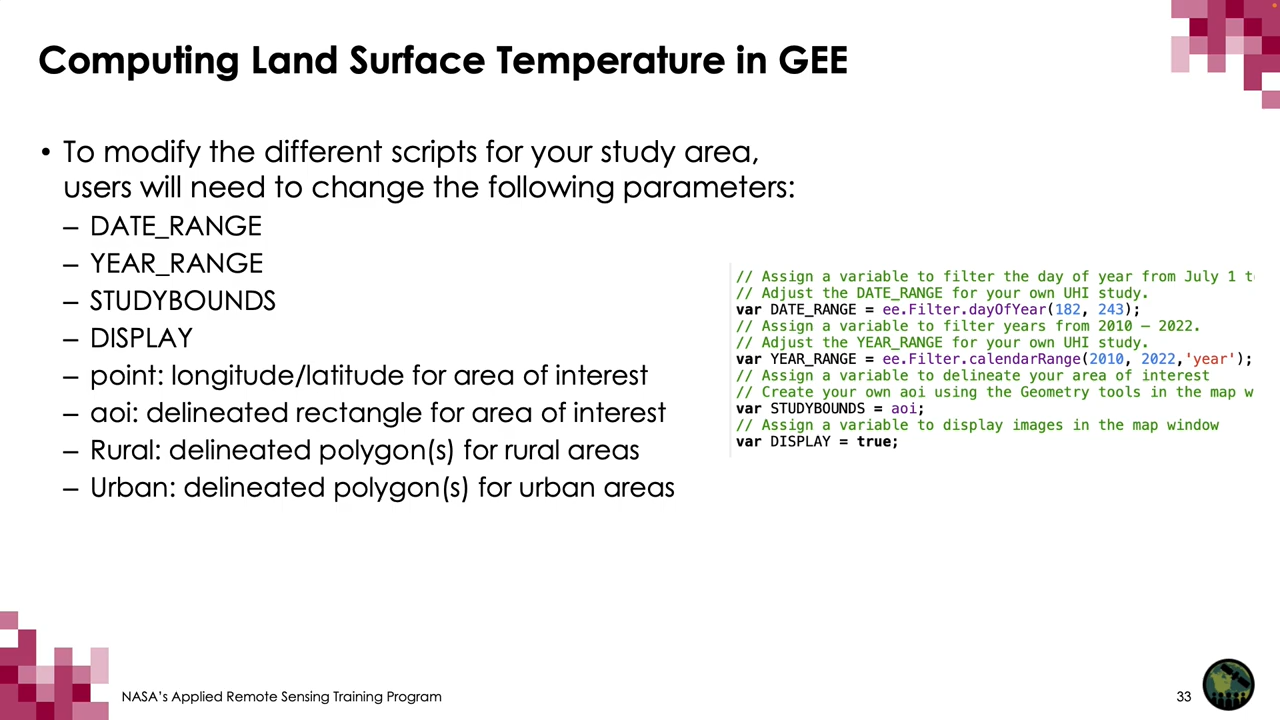 Computing Land Surface Temperature in GEE
• To modify the different scripts for your study area,
users will need to change the following parameters:
– DATE_RANGE
– YEAR_RANGE
– STUDYBOUNDS
– DISPLAY
– point: longitude/latitude for area of interest
– aoi: delineated rectangle for area of interest
– Rural: delineated polygon(s) for rural areas
– Urban: delineated polygon(s) for urban areas
// Assign a variable to filter the day of year from July 1
// Adjust the DATE_RANGE for your own UHI study.
var DATE_RANGE = ee.Filter.dayOfYear(182, 243);
// Assign a variable to filter years from 2010 – 2022.
// Adjust the YEAR_RANGE for your own UHI study.
var YEAR_RANGE = ee.Filter.calendarRange(2010, 2022,'year');
// Assign a variable to delineate your area of interest
// Create your own aoi using the Geometry tools in the map w
var STUDYBOUNDS = aoi;
// Assign a variable to display images in the map window
var DISPLAY = true;
NASA's Applied Remote Sensing Training Program
33